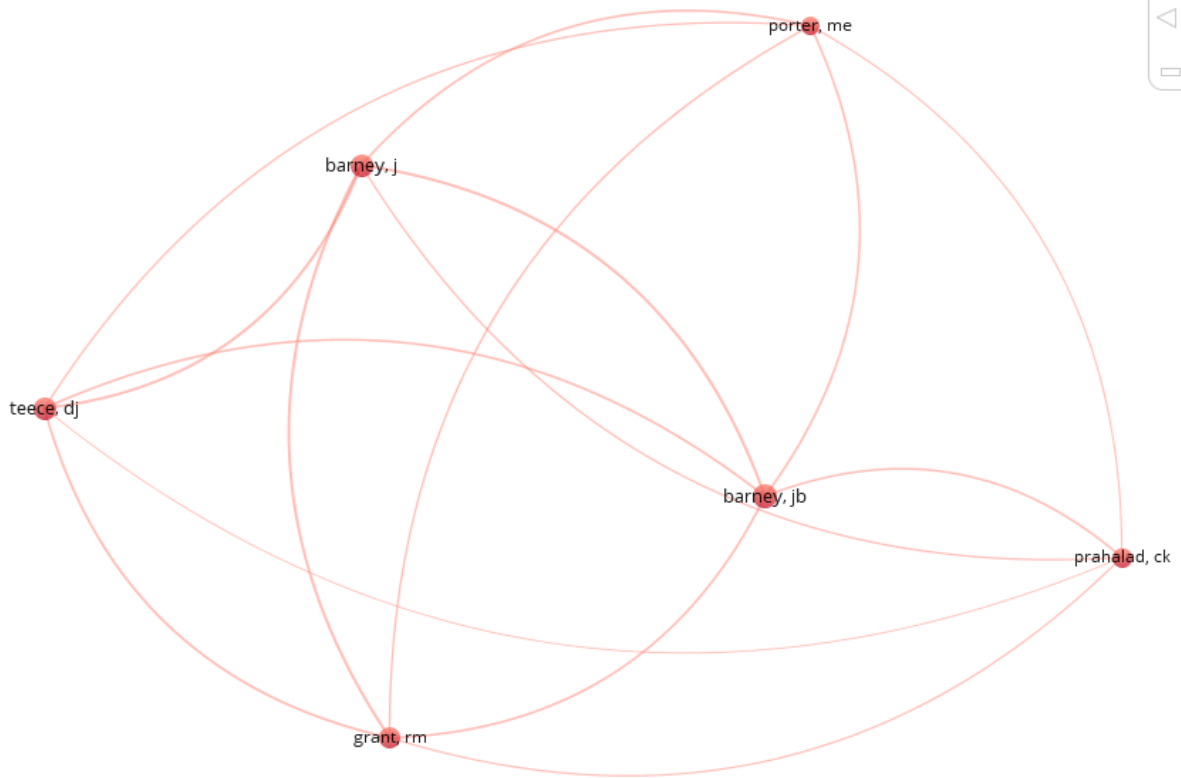 porter, me
barney, j
teece, dj
barney, jb
prahalad, ck
grant, rm